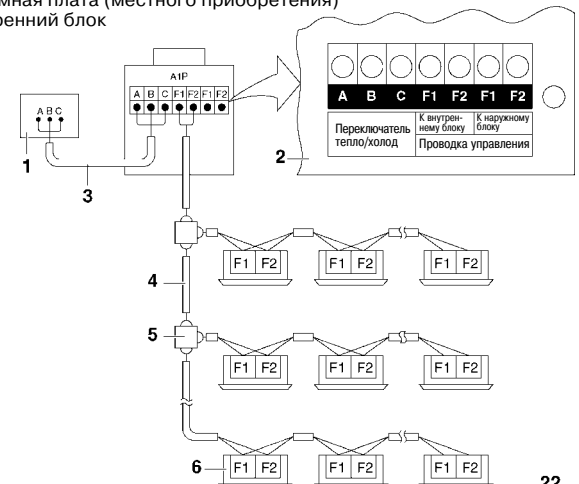 мная плата (местного приобретения)
ренний блок
A1P
A B C F1 F2 F1 F2
A B C
1
3
2
A B C F1 F2 F1 F2
Переключатель
тепло/холод
К внутрен-
нему блоку
К наружному
блоку
Проводка управления
F1 F2 F1 F2 F1 F2
4
5
F1 F2 F1 F2 F1 F2
6
F1 F2 F1 F2 F1 F2
22